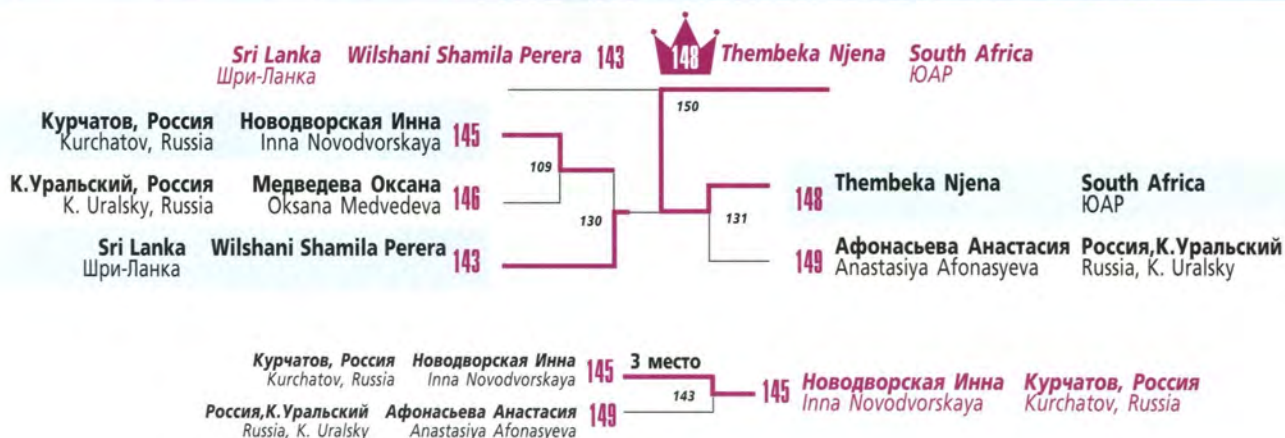 Sri Lanka Wilshani Shamila Perera 143 148 Thembeka Njena South Africa
Шри-Ланка ЮАР
150
Курчатов, Россия Новодворская Инна 145
Kurchatov, Russia Inna Novodvorskaya
109
К.Уральский, Россия Медведева Оксана 146
K. Uralsky, Russia Oksana Medvedeva
148 Thembeka Njena South Africa
ЮАР
130
131
Sri Lanka Wilshani Shamila Perera 143
Шри-Ланка
149 Афонасьева Анастасия Россия,К.Уральский
Anastasiya Afonasyeva Russia, K. Uralsky
Курчатов, Россия Новодворская Инна 145 3 место
Kurchatov, Russia Inna Novodvorskaya
143
145 Новодворская Инна Курчатов, Россия
Inna Novodvorskaya Kurchatov, Russia
Россия,К.Уральский Афонасьева Анастасия 149
Russia, K. Uralsky Anastasiya Afonasyeva